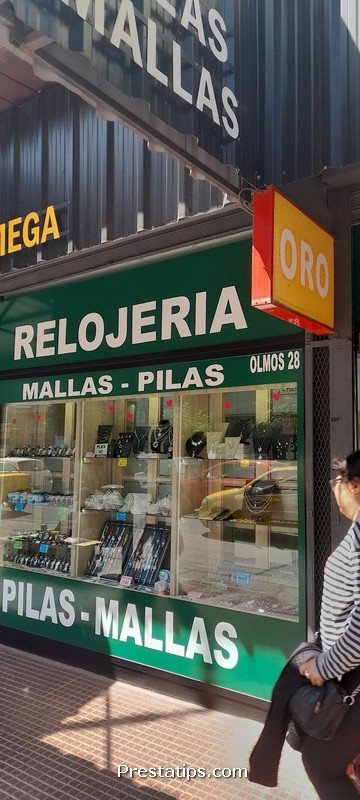 MALLAS
MALLAS
MEGA
ORO
RELOJERIA
OLMOS 28
MALLAS - PILAS
PILAS - MALLAS
Prestatips.com